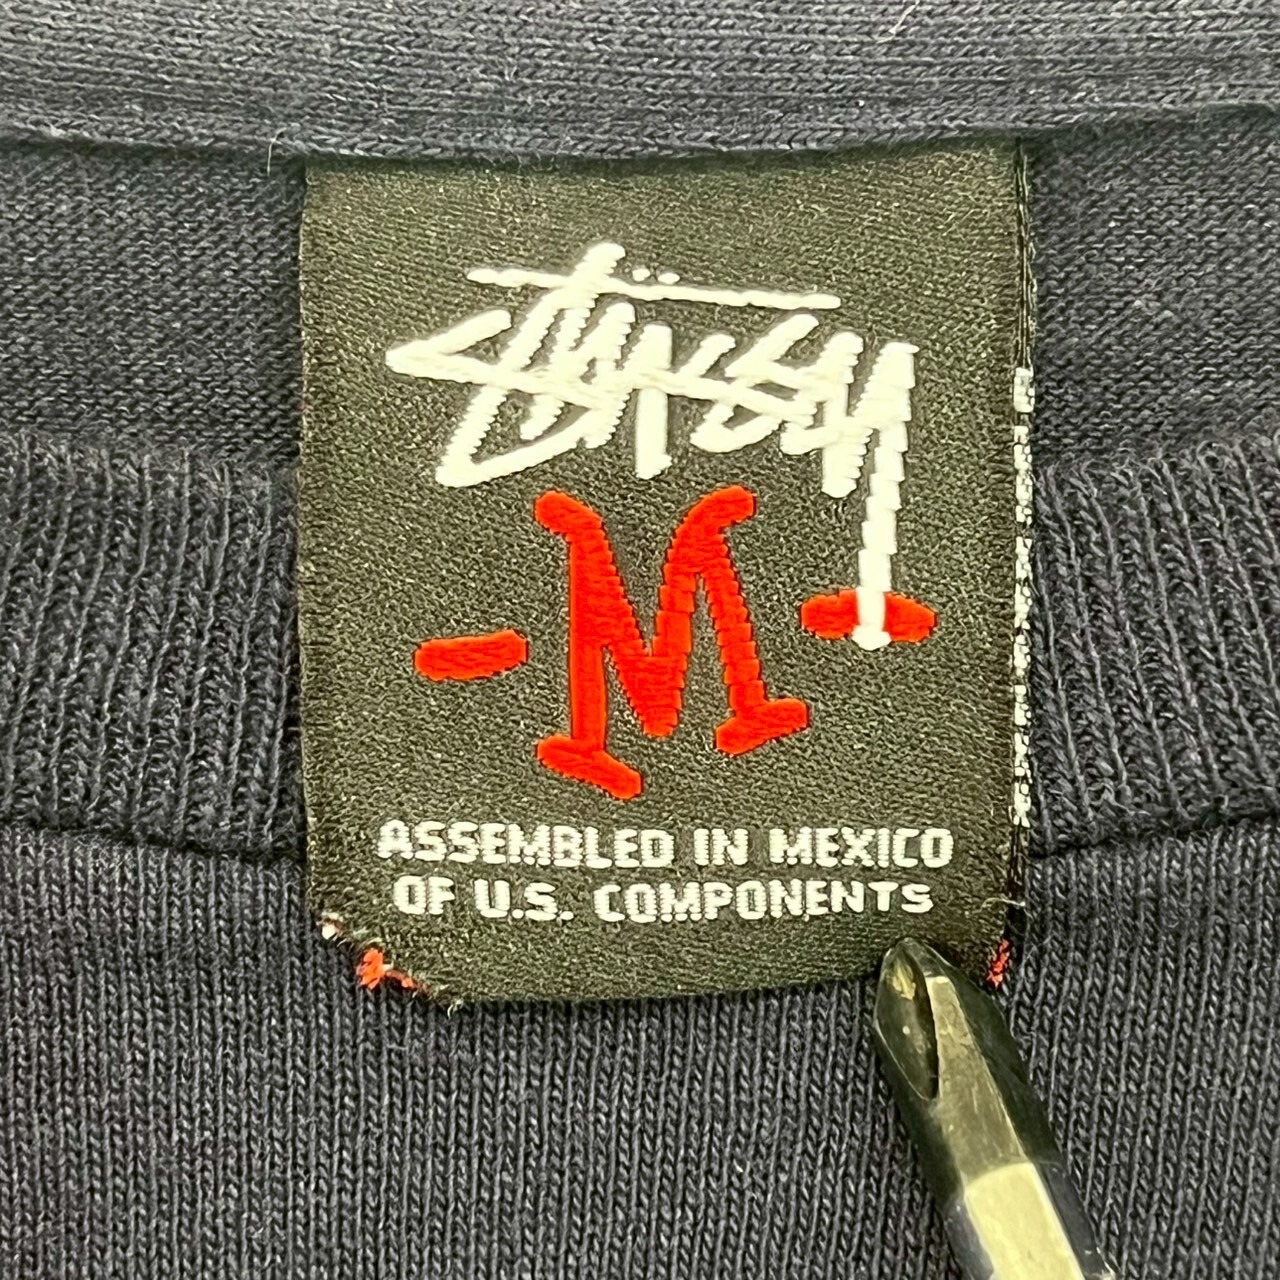 STÜSSY
-M-
ASSEMBLED IN MEXICO
OF U.S. COMPONENTS